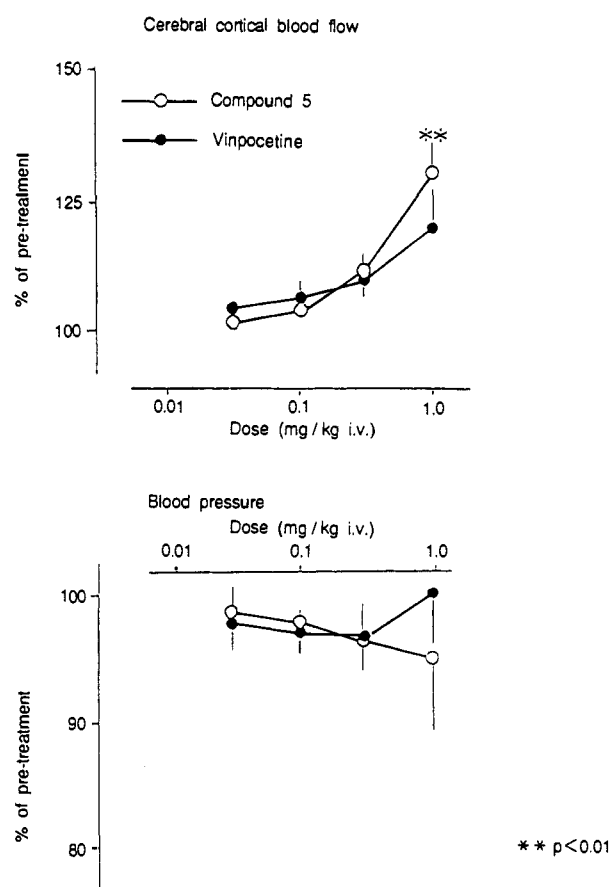 Cerebral cortical blood flow
150
Compound 5
Vinpocetine
**
125
% of pre-treatment
100
0.01 0.1 1.0
Dose (mg/kg i.v.)
Blood pressure
Dose (mg/kg i.v.)
0.01 0.1 1.0
100
90
% of pre-treatment
80
** p<0.01